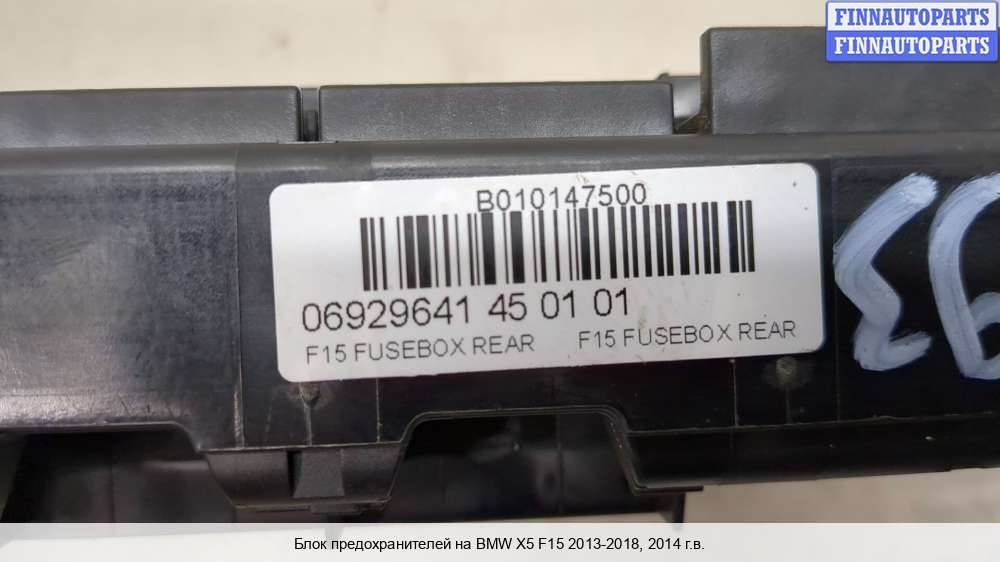 FINNAUTOPARTS
FINNAUTOPARTS
B010147500
06929641 45 01 01
F15 FUSEBOX REAR F15 FUSEBOX REAR
Блок предохранителей на BMW X5 F15 2013-2018, 2014 г.в.